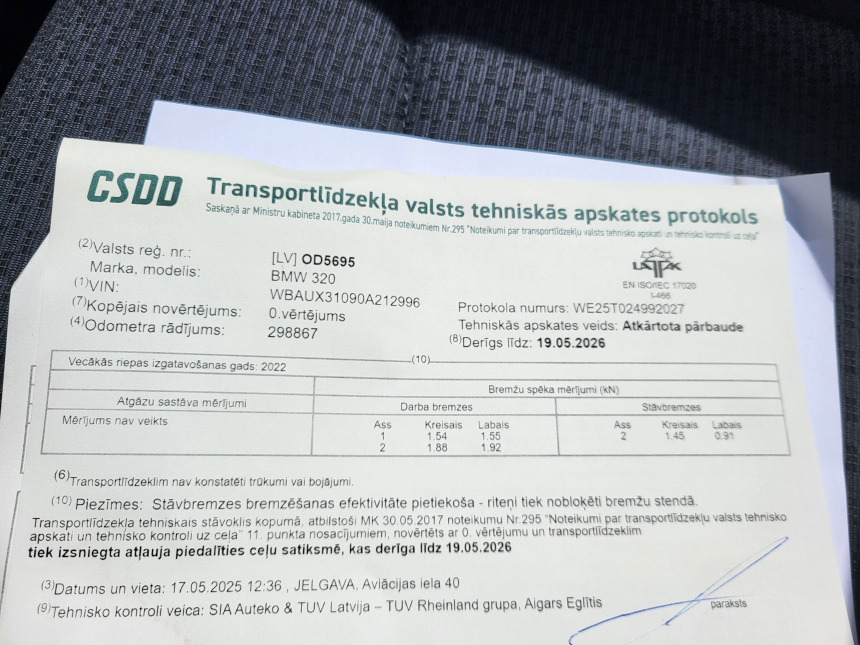 CSDD
Transportlīdzekļa valsts tehniskās apskates protokols
Saskaņā ar Ministru kabineta 2017.gada 30.maija noteikumiem Nr.295 "Noteikumi par transportlīdzekļu valsts tehnisko apskati un tehnisko kontroli uz ceļa"
(2)Valsts reģ. nr.: [LV] OD5695
Marka, modelis: BMW 320
(1)VIN: WBAUX31090A212996
(7)Kopējais novērtējums: 0.vērtējums
(4)Odometra rādījums: 298867
LATAK
EN ISO/IEC 17020
I-466
Protokola numurs: WE25T024992027
Tehniskās apskates veids: Atkārtota pārbaude
(8)Derīgs līdz: 19.05.2026
Vecākās riepas izgatavošanas gads: 2022
(10)
Bremžu spēka mērījumi (kN)
Atgāzu sastāva mērījumi Darba bremzes Stāvbremzes
Mērījums nav veikts Ass Kreisais Labais Ass Kreisais Labais
1 1.54 1.55 2 1.45 0.91
2 1.88 1.92
(6)Transportlīdzeklim nav konstatēti trūkumi vai bojājumi.
(10) Piezīmes: Stāvbremzes bremzēšanas efektivitāte pietiekoša - riteņi tiek nobloķēti bremžu stendā.
Transportlīdzekļa tehniskais stāvoklis kopumā, atbilstoši MK 30.05.2017 noteikumu Nr.295 "Noteikumi par transportlīdzekļu valsts tehnisko
apskati un tehnisko kontroli uz ceļa" 11. punkta nosacījumiem, novērtēts ar 0. vērtējumu un transportlīdzeklim
tiek izsniegta atļauja piedalīties ceļu satiksmē, kas derīga līdz 19.05.2026
(3)Datums un vieta: 17.05.2025 12:36 , JELGAVA, Aviācijas iela 40
(9)Tehnisko kontroli veica: SIA Auteko & TUV Latvija – TUV Rheinland grupa, Aigars Eglītis
paraksts